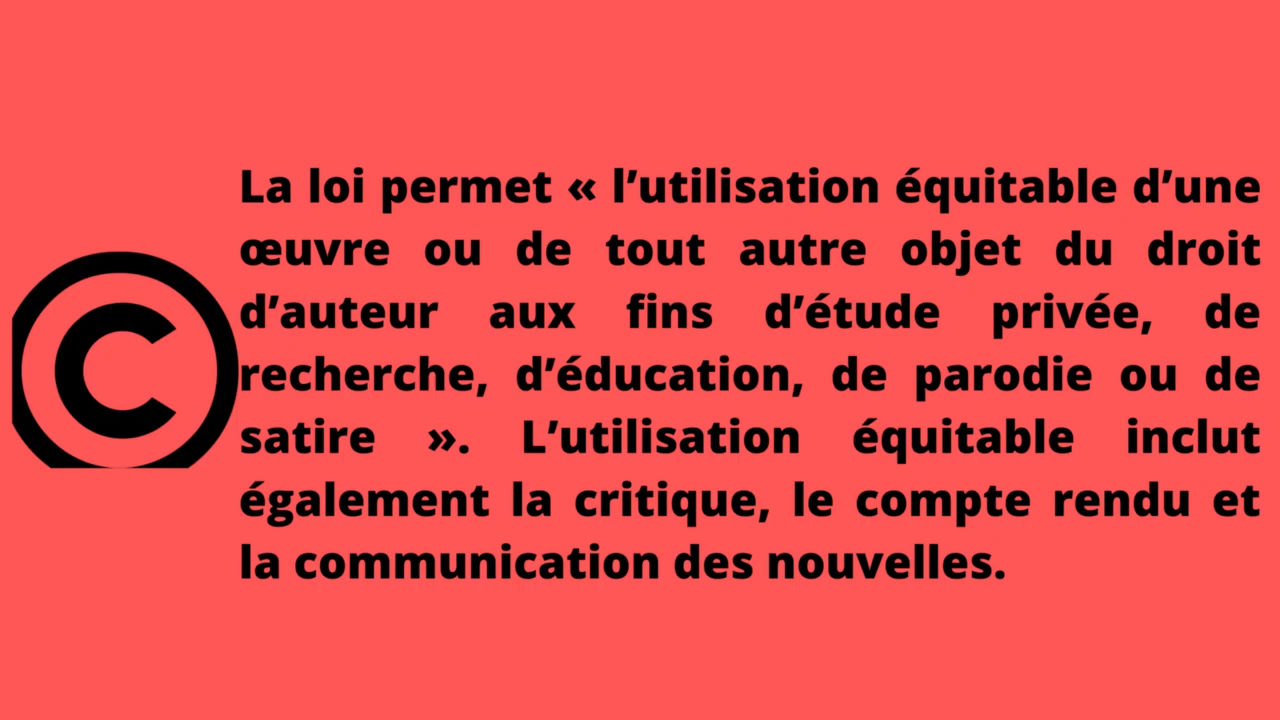 La loi permet « l’utilisation équitable d’une
œuvre ou de tout autre objet du droit
d’auteur aux fins d’étude privée, de
recherche, d’éducation, de parodie ou de
satire ». L’utilisation équitable inclut
également la critique, le compte rendu et
la communication des nouvelles.